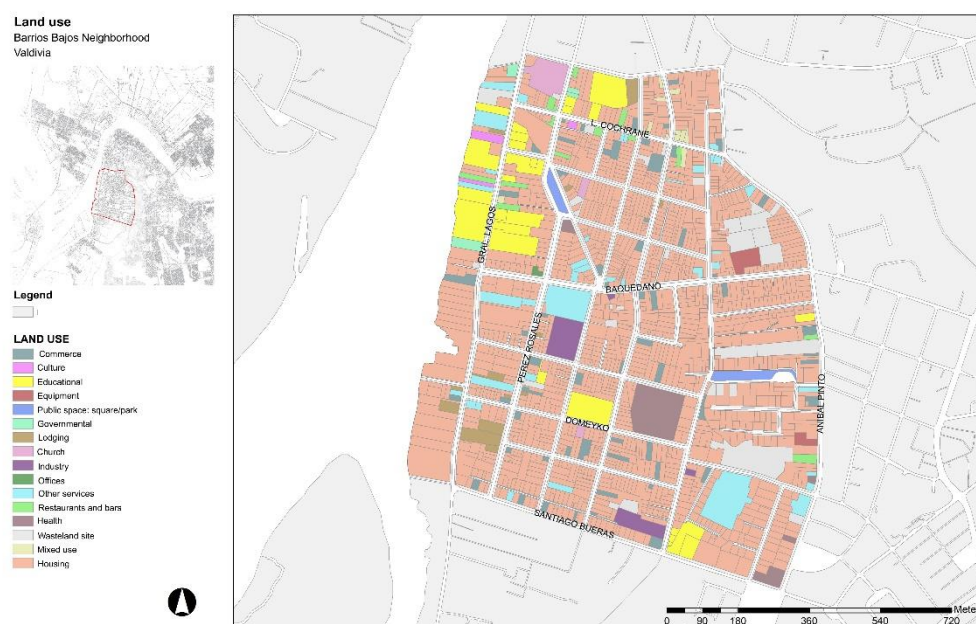 Land use
Barrios Bajos Neighborhood
Valdivia
Legend
LAND USE
Commerce
Culture
Educational
Equipment
Public space: square/park
Governmental
Lodging
Church
Industry
Offices
Other services
Restaurants and bars
Health
Wasteland site
Mixed use
Housing
L. COCHRANE
GRAL. LAGOS
BAQUEDANO
PEREZ ROSALES
ANIBAL PINTO
DOMEYKO
SANTIAGO BUERAS
Mete
0 90 180 360 540 720